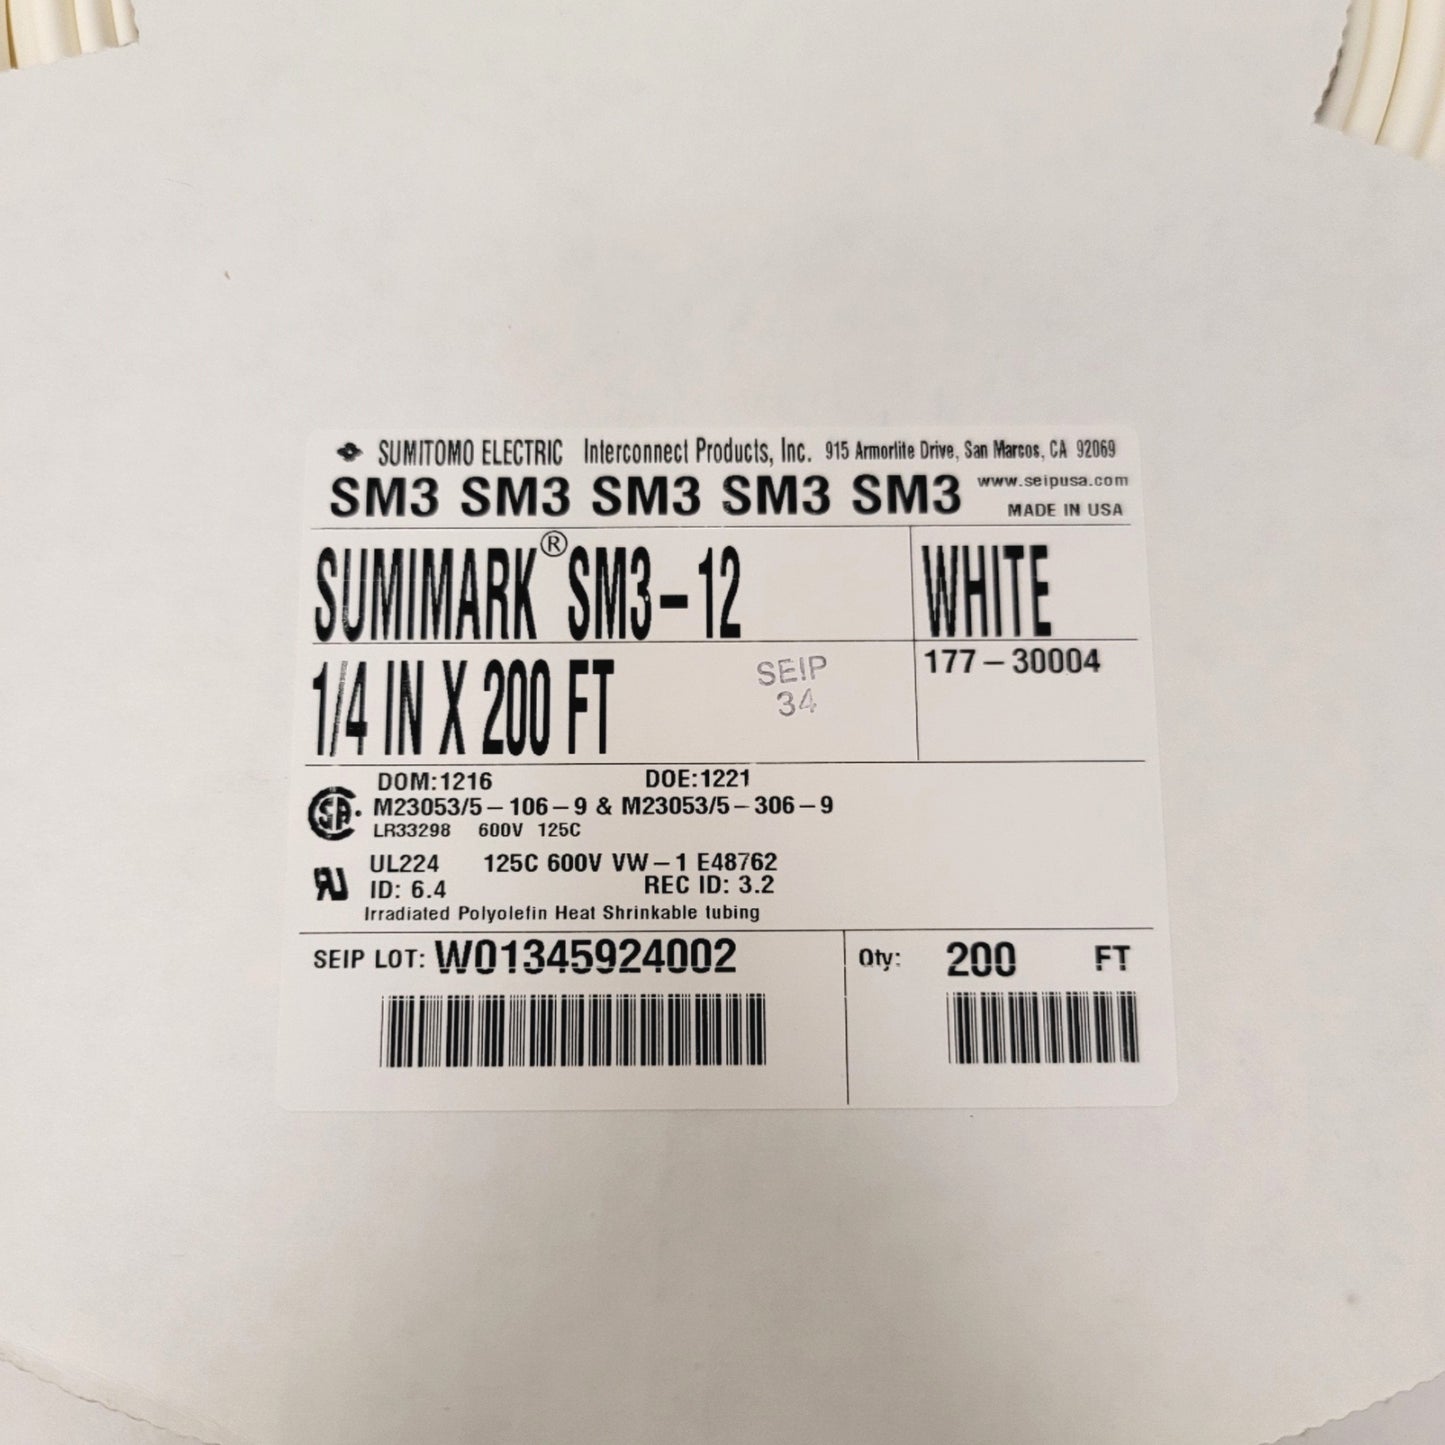 SUMITOMO ELECTRIC Interconnect Products, Inc. 915 Armorlite Drive, San Marcos, CA 92069
SM3 SM3 SM3 SM3 SM3 www.seipusa.com
MADE IN USA
SUMIMARK® SM3-12 WHITE
1/4 IN X 200 FT 177-30004
SEIP
34
DOM:1216 DOE:1221
M23053/5-106-9 & M23053/5-306-9
LR33298 600V 125C
UL224 125C 600V VW-1 E48762
ID: 6.4 REC ID: 3.2
Irradiated Polyolefin Heat Shrinkable tubing
SEIP LOT: W01345924002 Qty: 200 FT